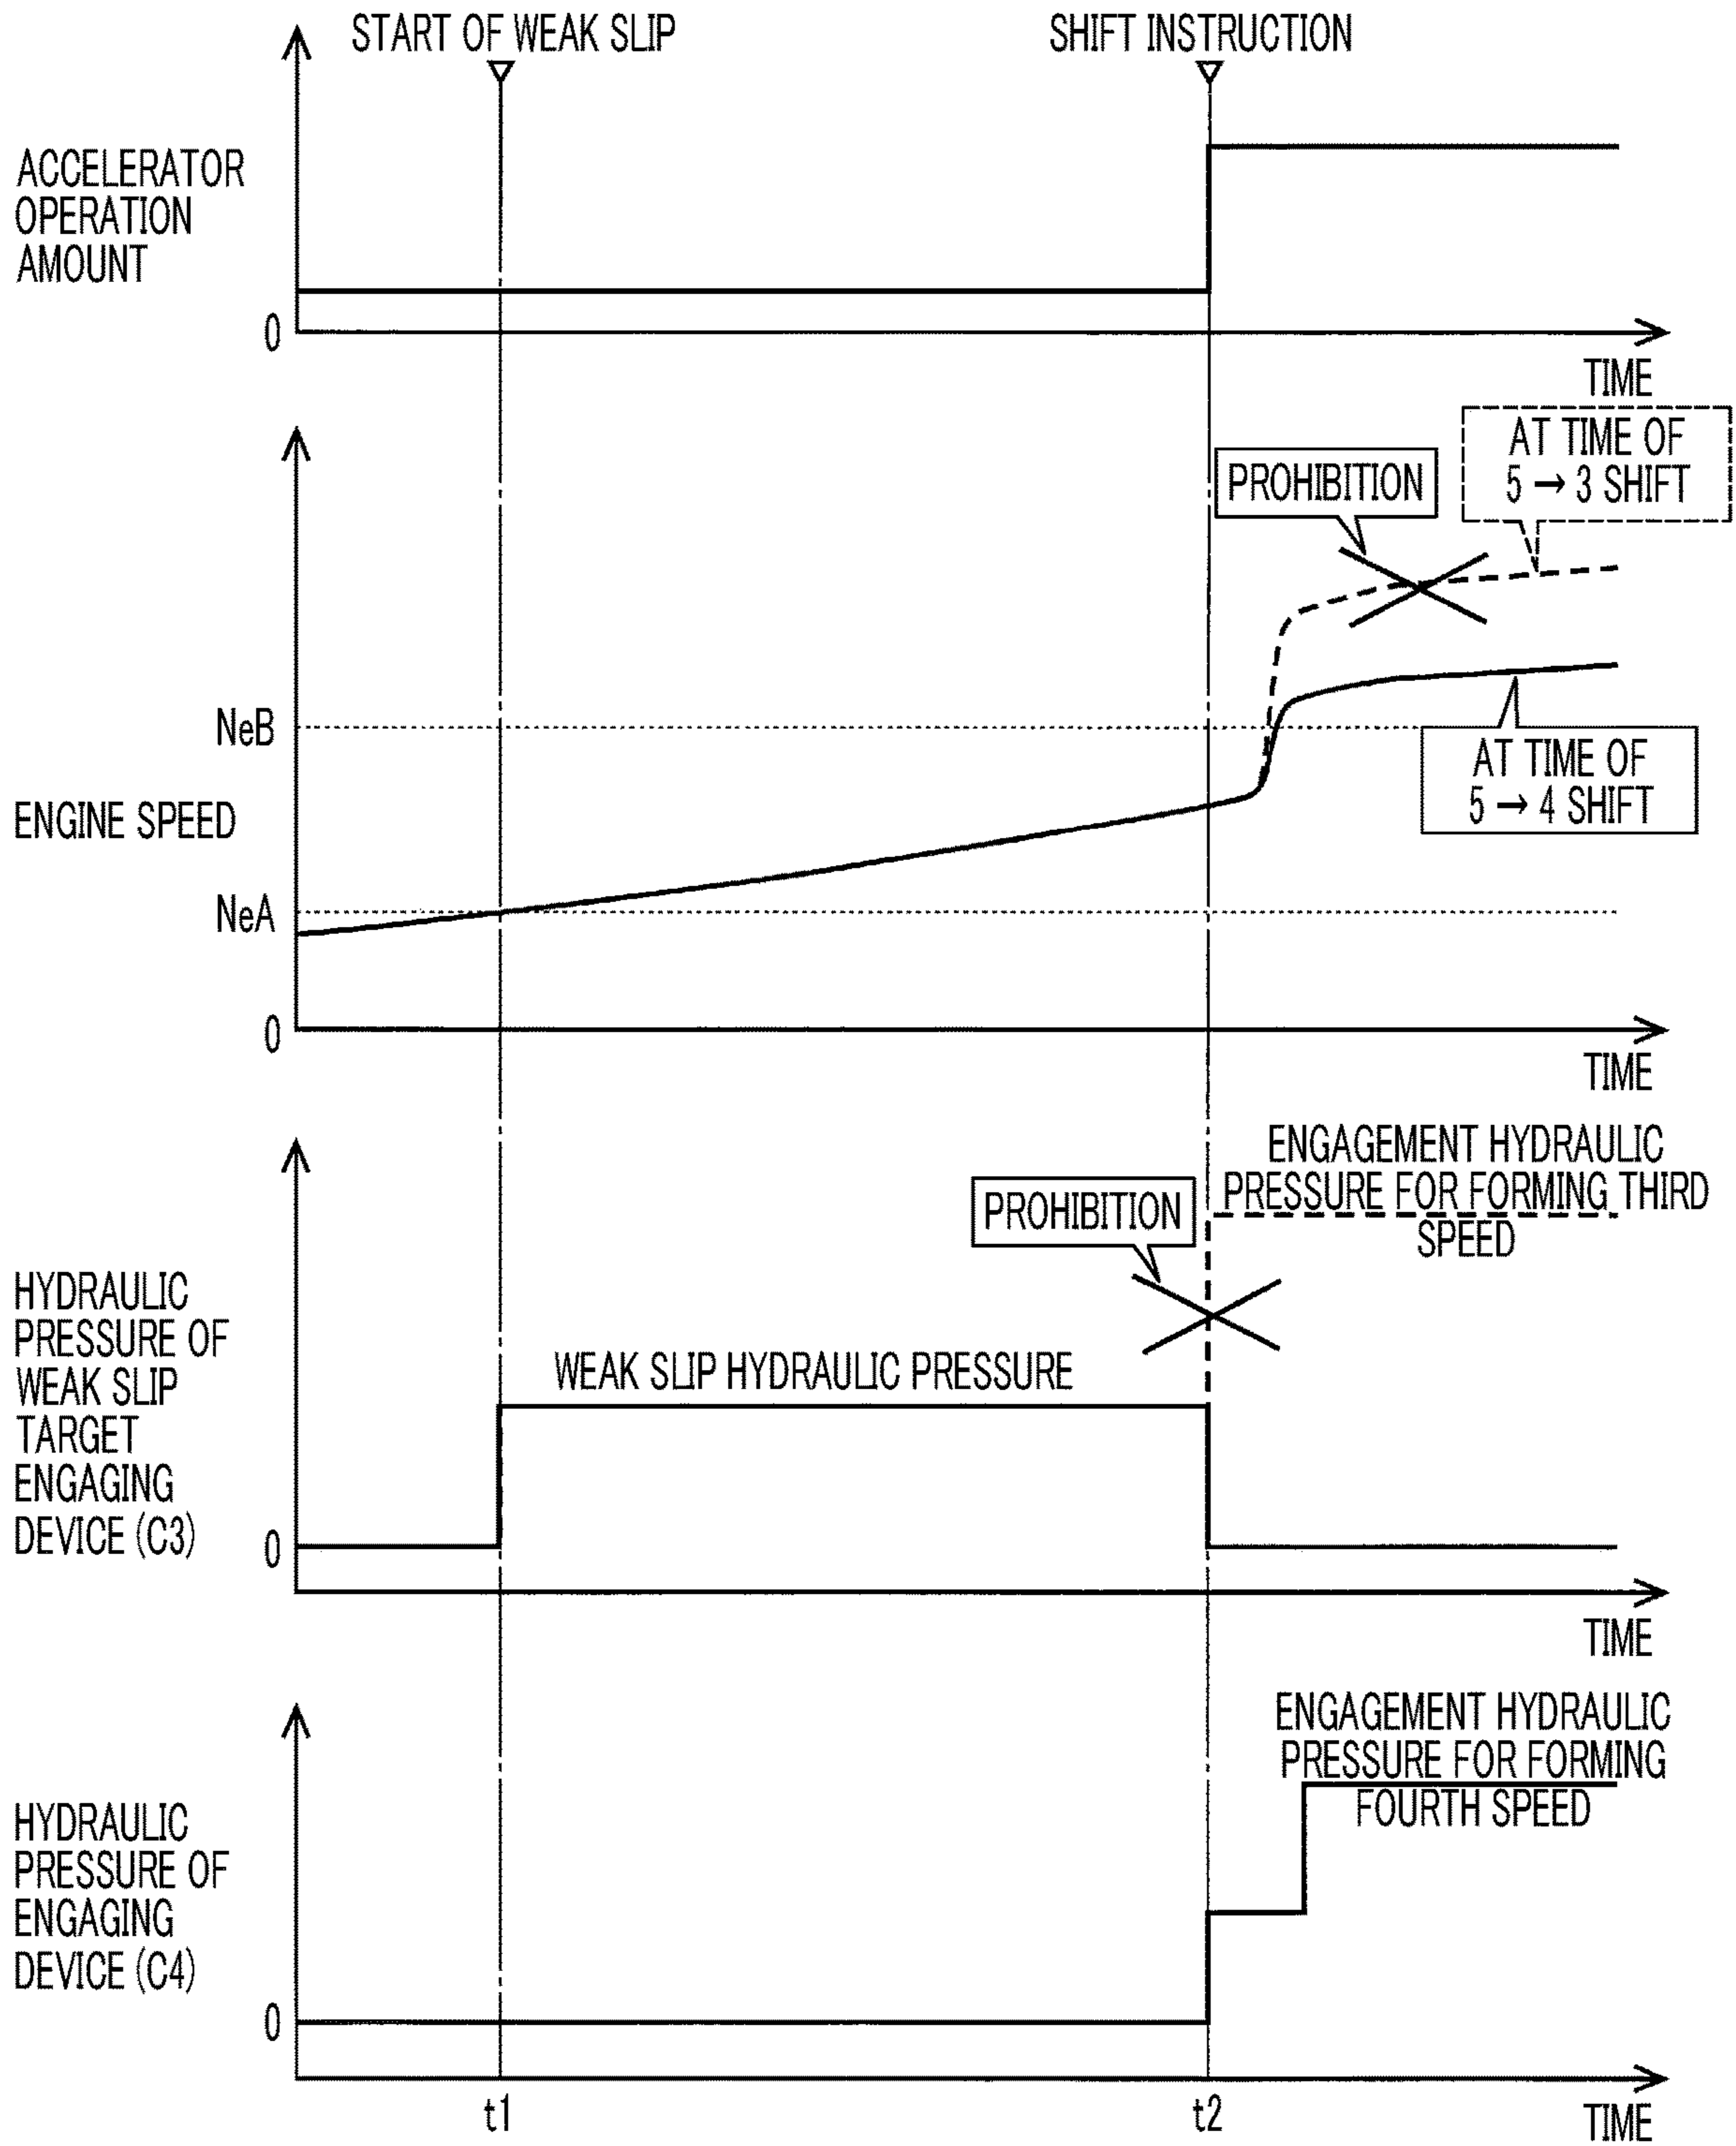 START OF WEAK SLIP
SHIFT INSTRUCTION
ACCELERATOR
OPERATION
AMOUNT
0
TIME
PROHIBITION
AT TIME OF
5 → 3 SHIFT
NeB
AT TIME OF
5 → 4 SHIFT
ENGINE SPEED
NeA
0
TIME
ENGAGEMENT HYDRAULIC
PRESSURE FOR FORMING THIRD
SPEED
PROHIBITION
HYDRAULIC
PRESSURE OF
WEAK SLIP
TARGET
ENGAGING
DEVICE (C3)
WEAK SLIP HYDRAULIC PRESSURE
0
TIME
ENGAGEMENT HYDRAULIC
PRESSURE FOR FORMING
FOURTH SPEED
HYDRAULIC
PRESSURE OF
ENGAGING
DEVICE (C4)
0
t1
t2
TIME